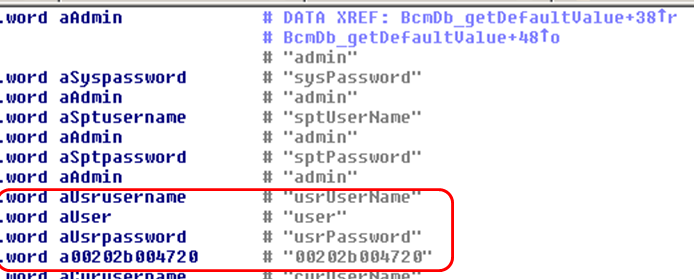 .word aAdmin # DATA XREF: BcmDb_getDefaultValue+38↑r
# BcmDb_getDefaultValue+48↑o
# "admin"
.word aSyspassword # "sysPassword"
.word aAdmin # "admin"
.word aSptusername # "sptUserName"
.word aAdmin # "admin"
.word aSptpassword # "sptPassword"
.word aAdmin # "admin"
.word aUsrusername # "usrUserName"
.word aUser # "user"
.word aUsrpassword # "usrPassword"
.word a00202b004720 # "00202b004720"
.word aCurusername # "curUserName"